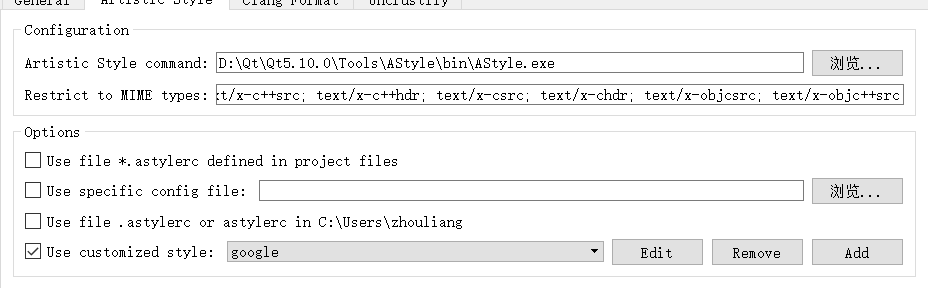 General Artistic Style Clang Format Uncrustify
Configuration
Artistic Style command: D:\Qt\Qt5.10.0\Tools\AStyle\bin\AStyle.exe 浏览...
Restrict to MIME types: t/x-c++src; text/x-c++hdr; text/x-csrc; text/x-chdr; text/x-objcsrc; text/x-objc++src
Options
Use file *.astylerc defined in project files
Use specific config file: 浏览...
Use file .astylerc or astylerc in C:\Users\zhouliang
Use customized style: google Edit Remove Add